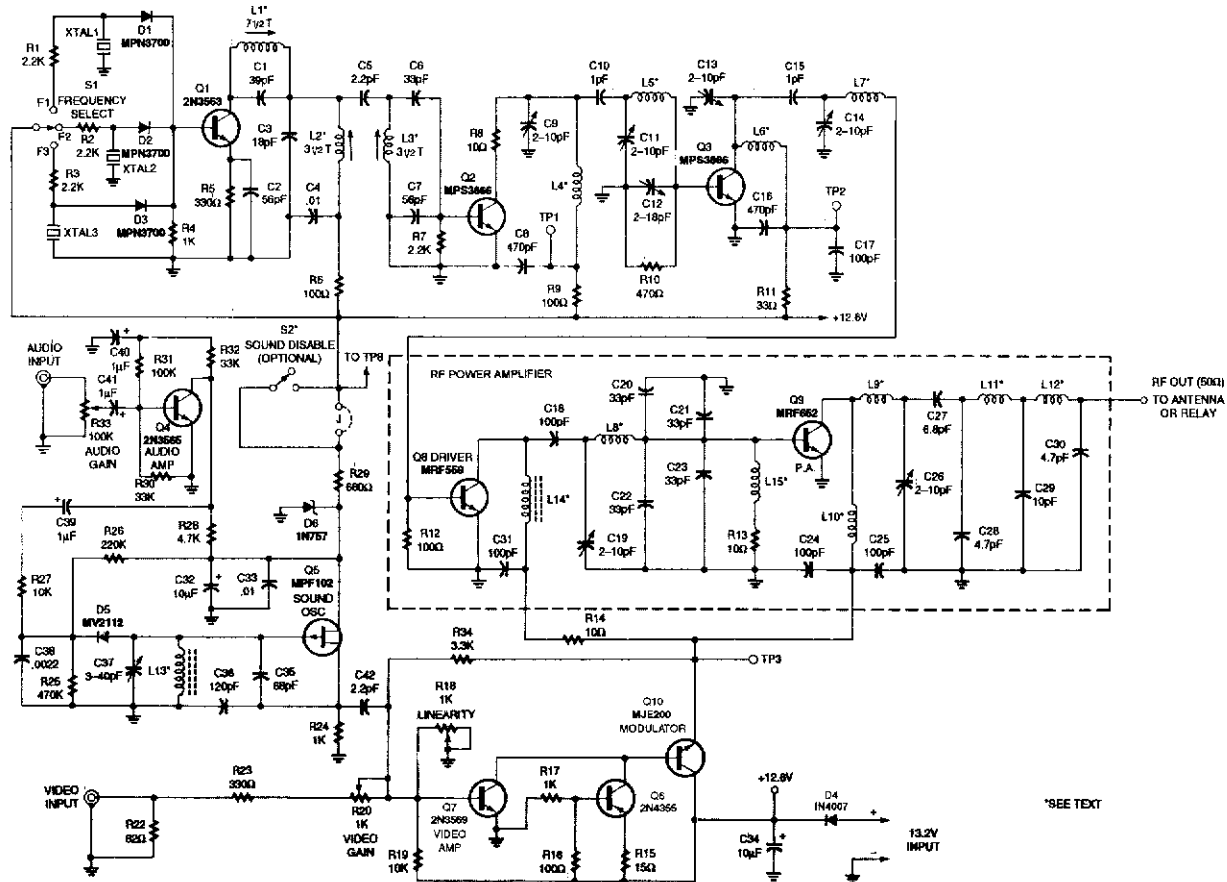 L1*
7 1/2 T
D1
MPN3700
XTAL1
R1
2.2K
S1
FREQUENCY
SELECT
F1
F2
F3
R2
2.2K
D2
MPN3700
XTAL2
R3
2.2K
D3
MPN3700
XTAL3
R4
1K
Q1
2N3563
C1
39pF
C3
18pF
R5
330Ω
C2
56pF
C4
.01
L2*
3 1/2 T
C5
2.2pF
C6
33pF
L3*
3 1/2 T
C7
56pF
R7
2.2K
R6
100Ω
Q2
MPS3866
R8
10Ω
C9
2–10pF
L4*
TP1
C8
470pF
R9
100Ω
C10
1pF
L5*
C11
2–10pF
C12
2–18pF
R10
470Ω
C13
2–10pF
Q3
MPS3866
L6*
C15
1pF
L7*
C14
2–10pF
C16
470pF
TP2
C17
100pF
R11
33Ω
+12.6V
AUDIO
INPUT
C40
1μF
C41
1μF
R31
100K
R32
33K
R33
100K
AUDIO
GAIN
Q4
2N3565
AUDIO
AMP
R30
33K
S2*
SOUND DISABLE
(OPTIONAL)
TO TP8
J
R29
680Ω
D6
1N757
C39
1μF
R26
220K
R28
4.7K
R27
10K
C32
10μF
C33
.01
Q5
MPF102
SOUND
OSC
D5
MV2112
C38
.0022
R25
470K
C37
3–40pF
L13*
C36
120pF
C35
68pF
C42
2.2pF
R24
1K
RF POWER AMPLIFIER
Q8 DRIVER
MRF559
R12
100Ω
C31
100pF
L14*
C18
100pF
L8*
C19
2–10pF
C20
33pF
C21
33pF
C22
33pF
C23
33pF
L15*
R13
10Ω
Q9
MRF652
P.A.
C24
100pF
C25
100pF
L10*
L9*
C26
2–10pF
C27
6.8pF
C28
4.7pF
L11*
L12*
C29
10pF
C30
4.7pF
RF OUT (50Ω)
TO ANTENNA
OR RELAY
R14
10Ω
R34
3.3K
TP3
R18
1K
LINEARITY
Q10
MJE200
MODULATOR
VIDEO
INPUT
R22
82Ω
R23
330Ω
R20
1K
VIDEO
GAIN
R19
10K
Q7
2N3569
VIDEO
AMP
R17
1K
Q6
2N4355
R16
100Ω
R15
15Ω
+12.6V
C34
10μF
D4
IN4007
+
13.2V
INPUT
–
*SEE TEXT